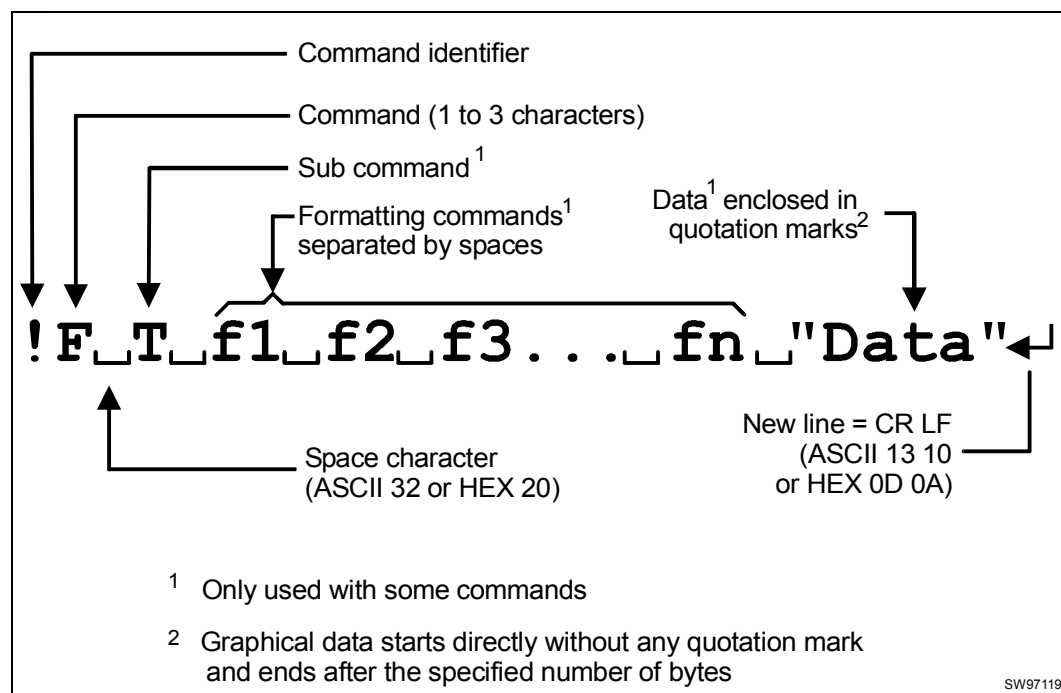 Command identifier
Command (1 to 3 characters)
Sub command 1
Formatting commands1
separated by spaces
Data1 enclosed in
quotation marks2
!F␣T␣f1␣f2␣f3...␣fn␣"Data"↵
Space character
(ASCII 32 or HEX 20)
New line = CR LF
(ASCII 13 10
or HEX 0D 0A)
1 Only used with some commands
2 Graphical data starts directly without any quotation mark
and ends after the specified number of bytes
SW97119